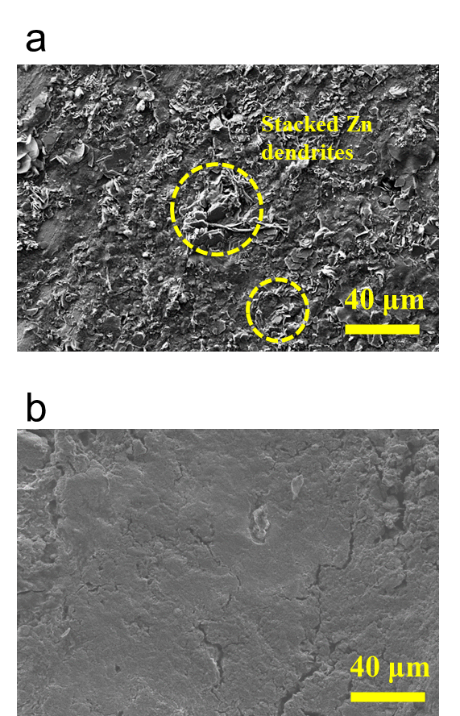 a
Stacked Zn
dendrites
40 μm
b
40 μm